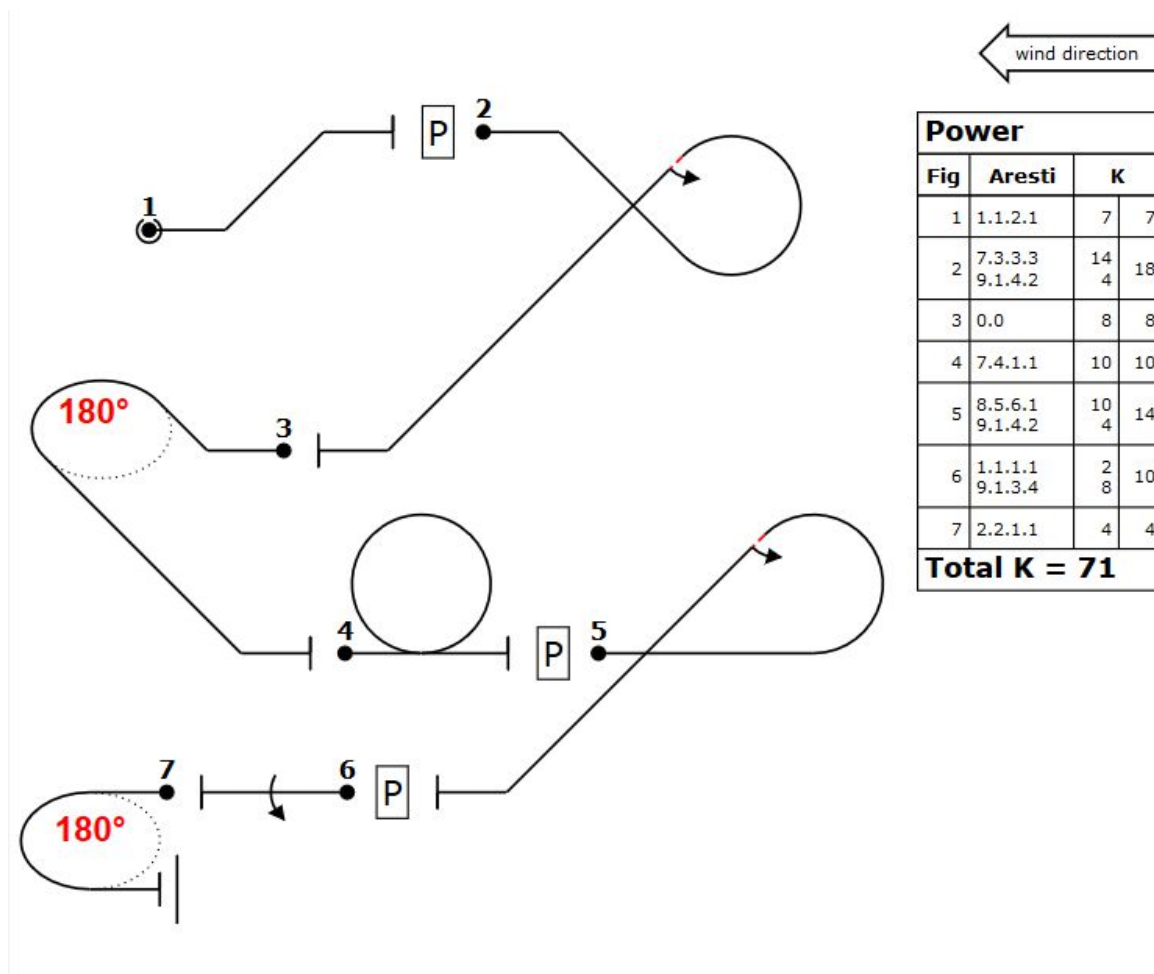 wind direction
2
P
1
Power
Fig Aresti K
1 1.1.2.1 7 7
2 7.3.3.3 14 18
9.1.4.2 4
3 0.0 8 8
4 7.4.1.1 10 10
5 8.5.6.1 10 14
9.1.4.2 4
6 1.1.1.1 2 10
9.1.3.4 8
7 2.2.1.1 4 4
Total K = 71
180°
3
4
P
5
7
6
P
180°